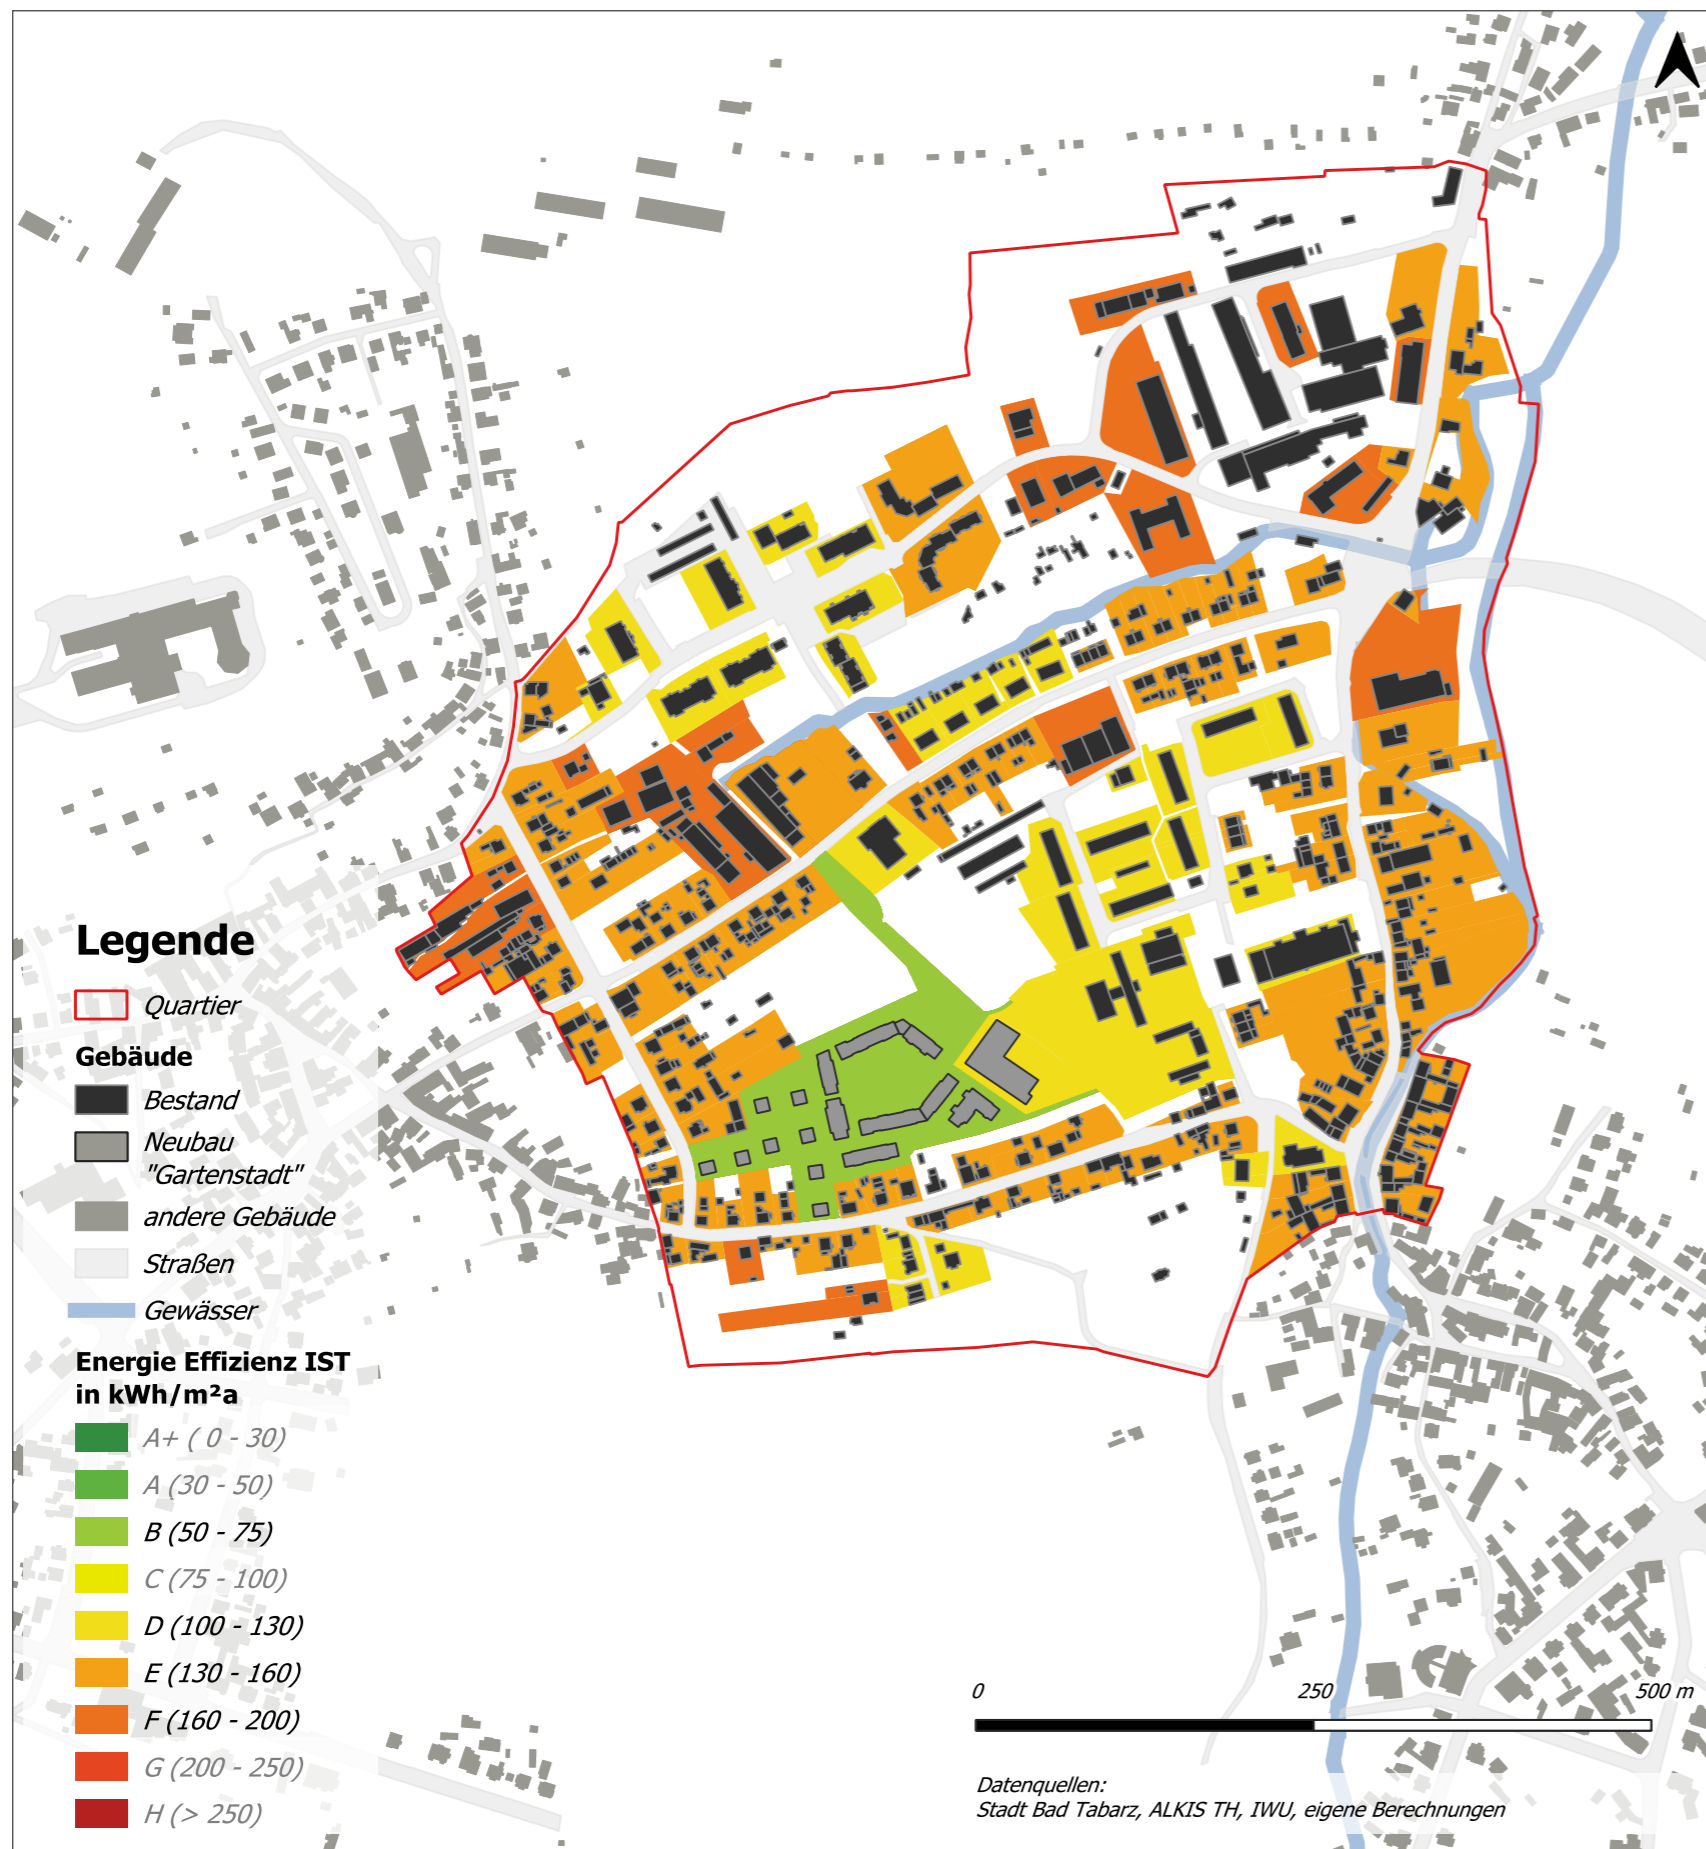 Legende
Quartier
Gebäude
Bestand
Neubau
"Gartenstadt"
andere Gebäude
Straßen
Gewässer
Energie Effizienz IST
in kWh/m²a
A+ ( 0 - 30)
A (30 - 50)
B (50 - 75)
C (75 - 100)
D (100 - 130)
E (130 - 160)
F (160 - 200)
G (200 - 250)
H (> 250)
0 250 500 m
Datenquellen:
Stadt Bad Tabarz, ALKIS TH, IWU, eigene Berechnungen